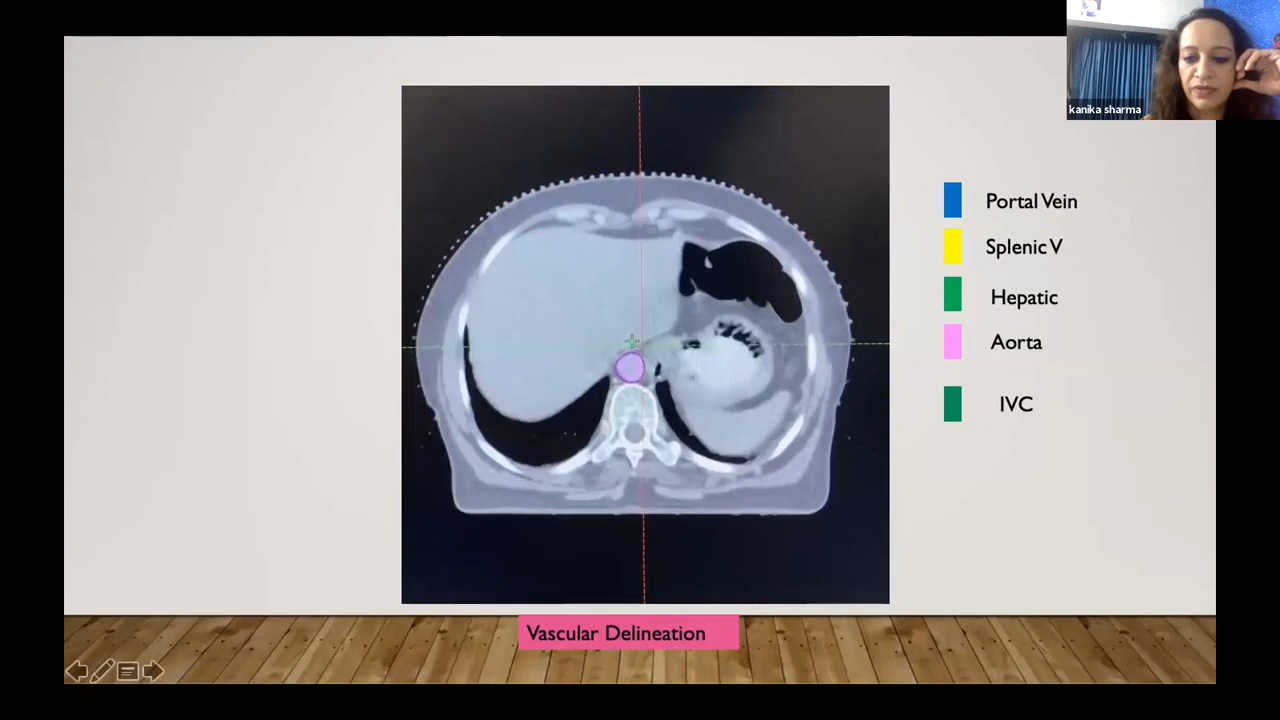 kanika sharma
Portal Vein
Splenic V
Hepatic
Aorta
IVC
Vascular Delineation